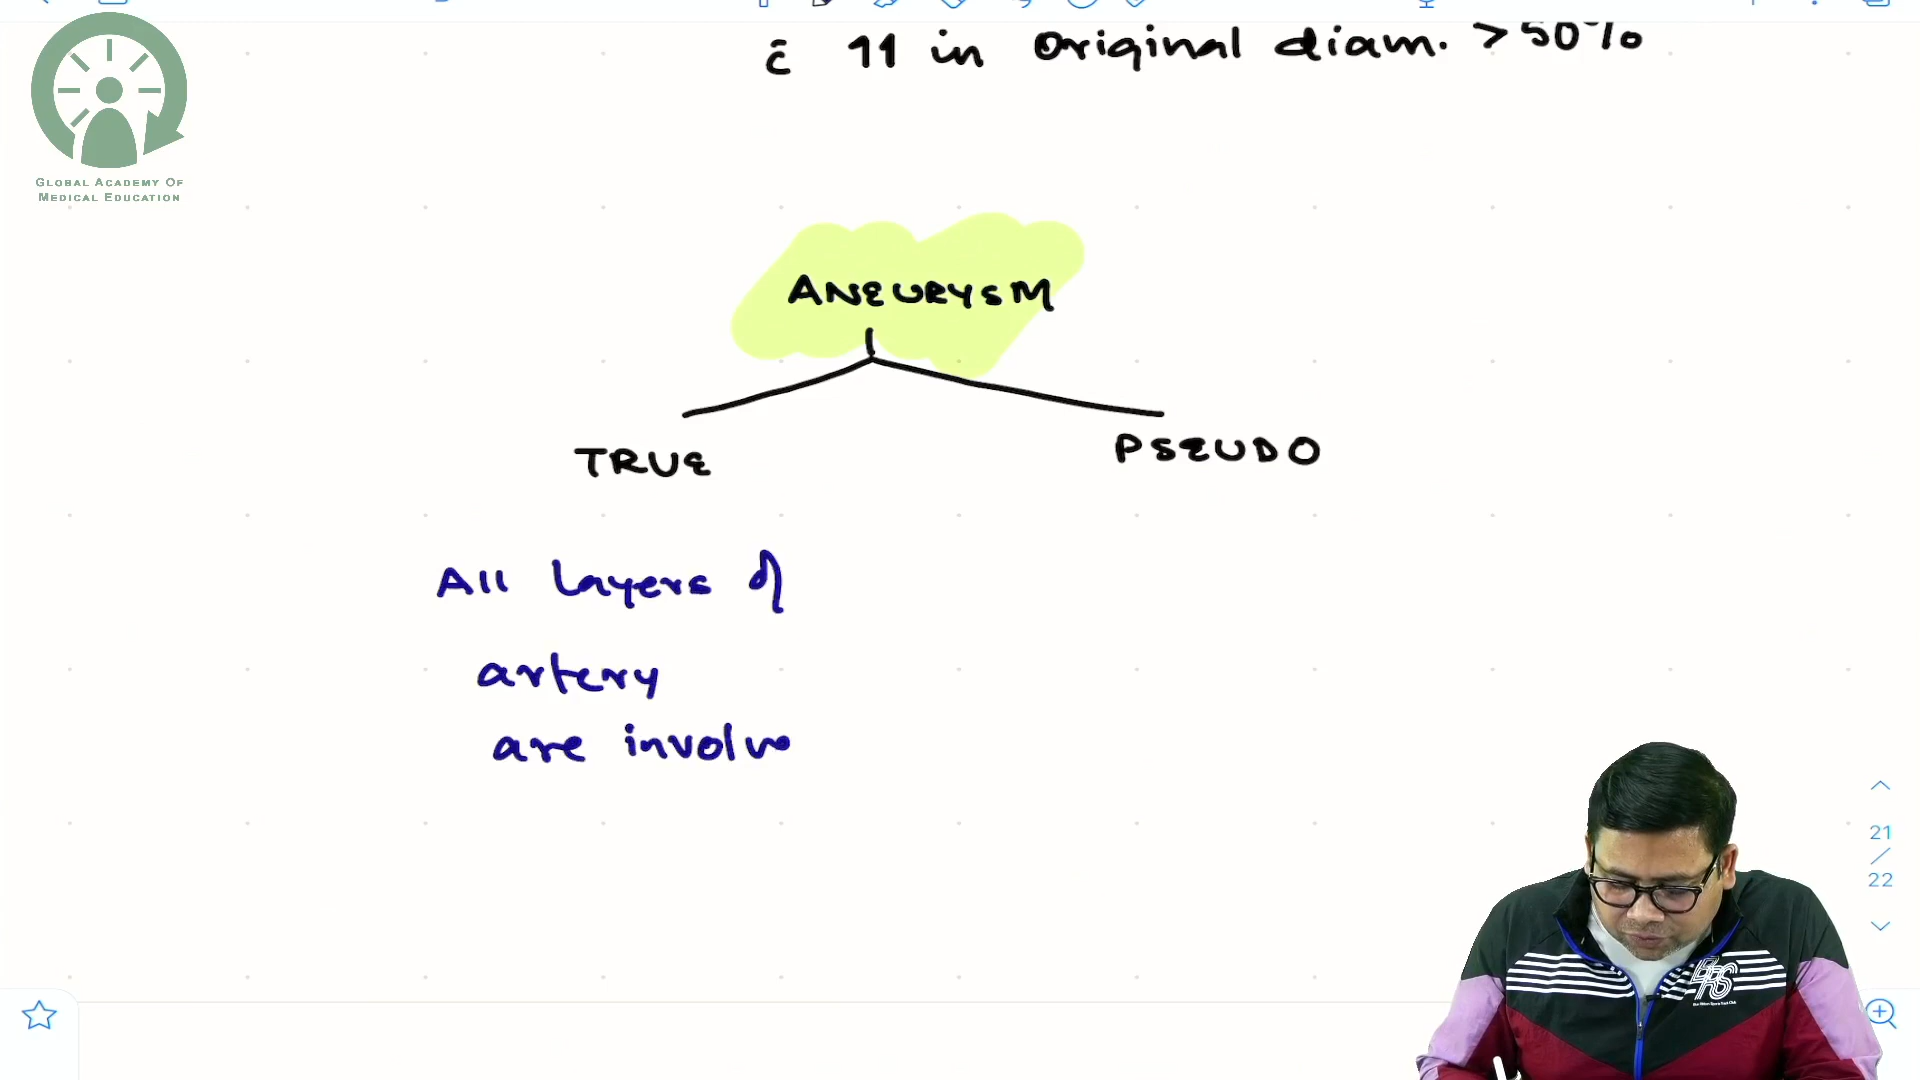 c̄ ↑↑ in original diam. >50%
GLOBAL ACADEMY OF
MEDICAL EDUCATION
ANEURYSM
TRUE
PSEUDO
All layers of
artery
are involve
21
/
22